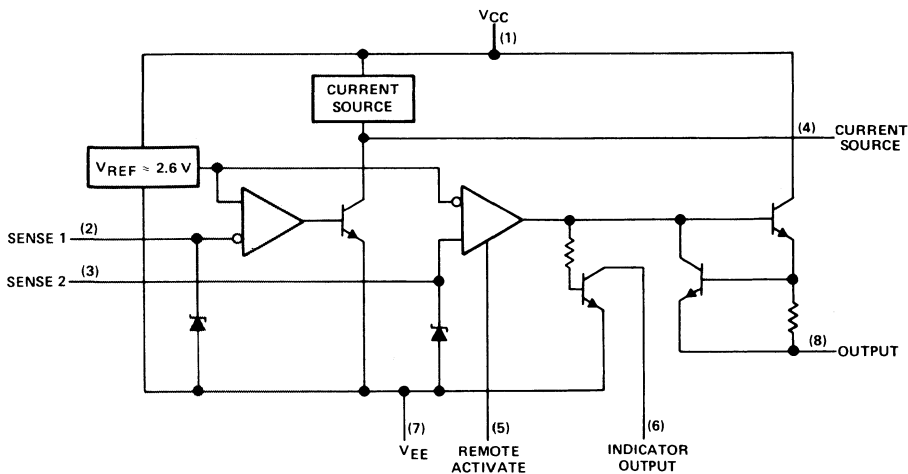 VCC
(1)
CURRENT
SOURCE
(4)
CURRENT
SOURCE
VREF ≈ 2.6 V
SENSE 1
(2)
SENSE 2
(3)
(8)
OUTPUT
(7)
VEE
(5)
REMOTE
ACTIVATE
(6)
INDICATOR
OUTPUT